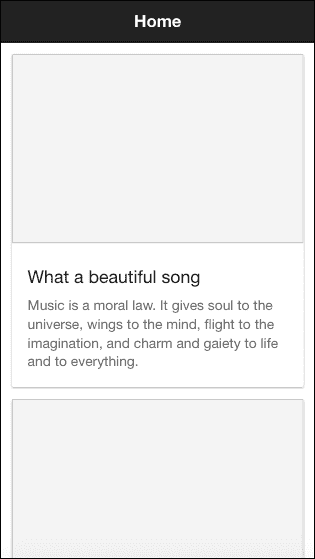 Home
What a beautiful song
Music is a moral law. It gives soul to the
universe, wings to the mind, flight to the
imagination, and charm and gaiety to life
and to everything.